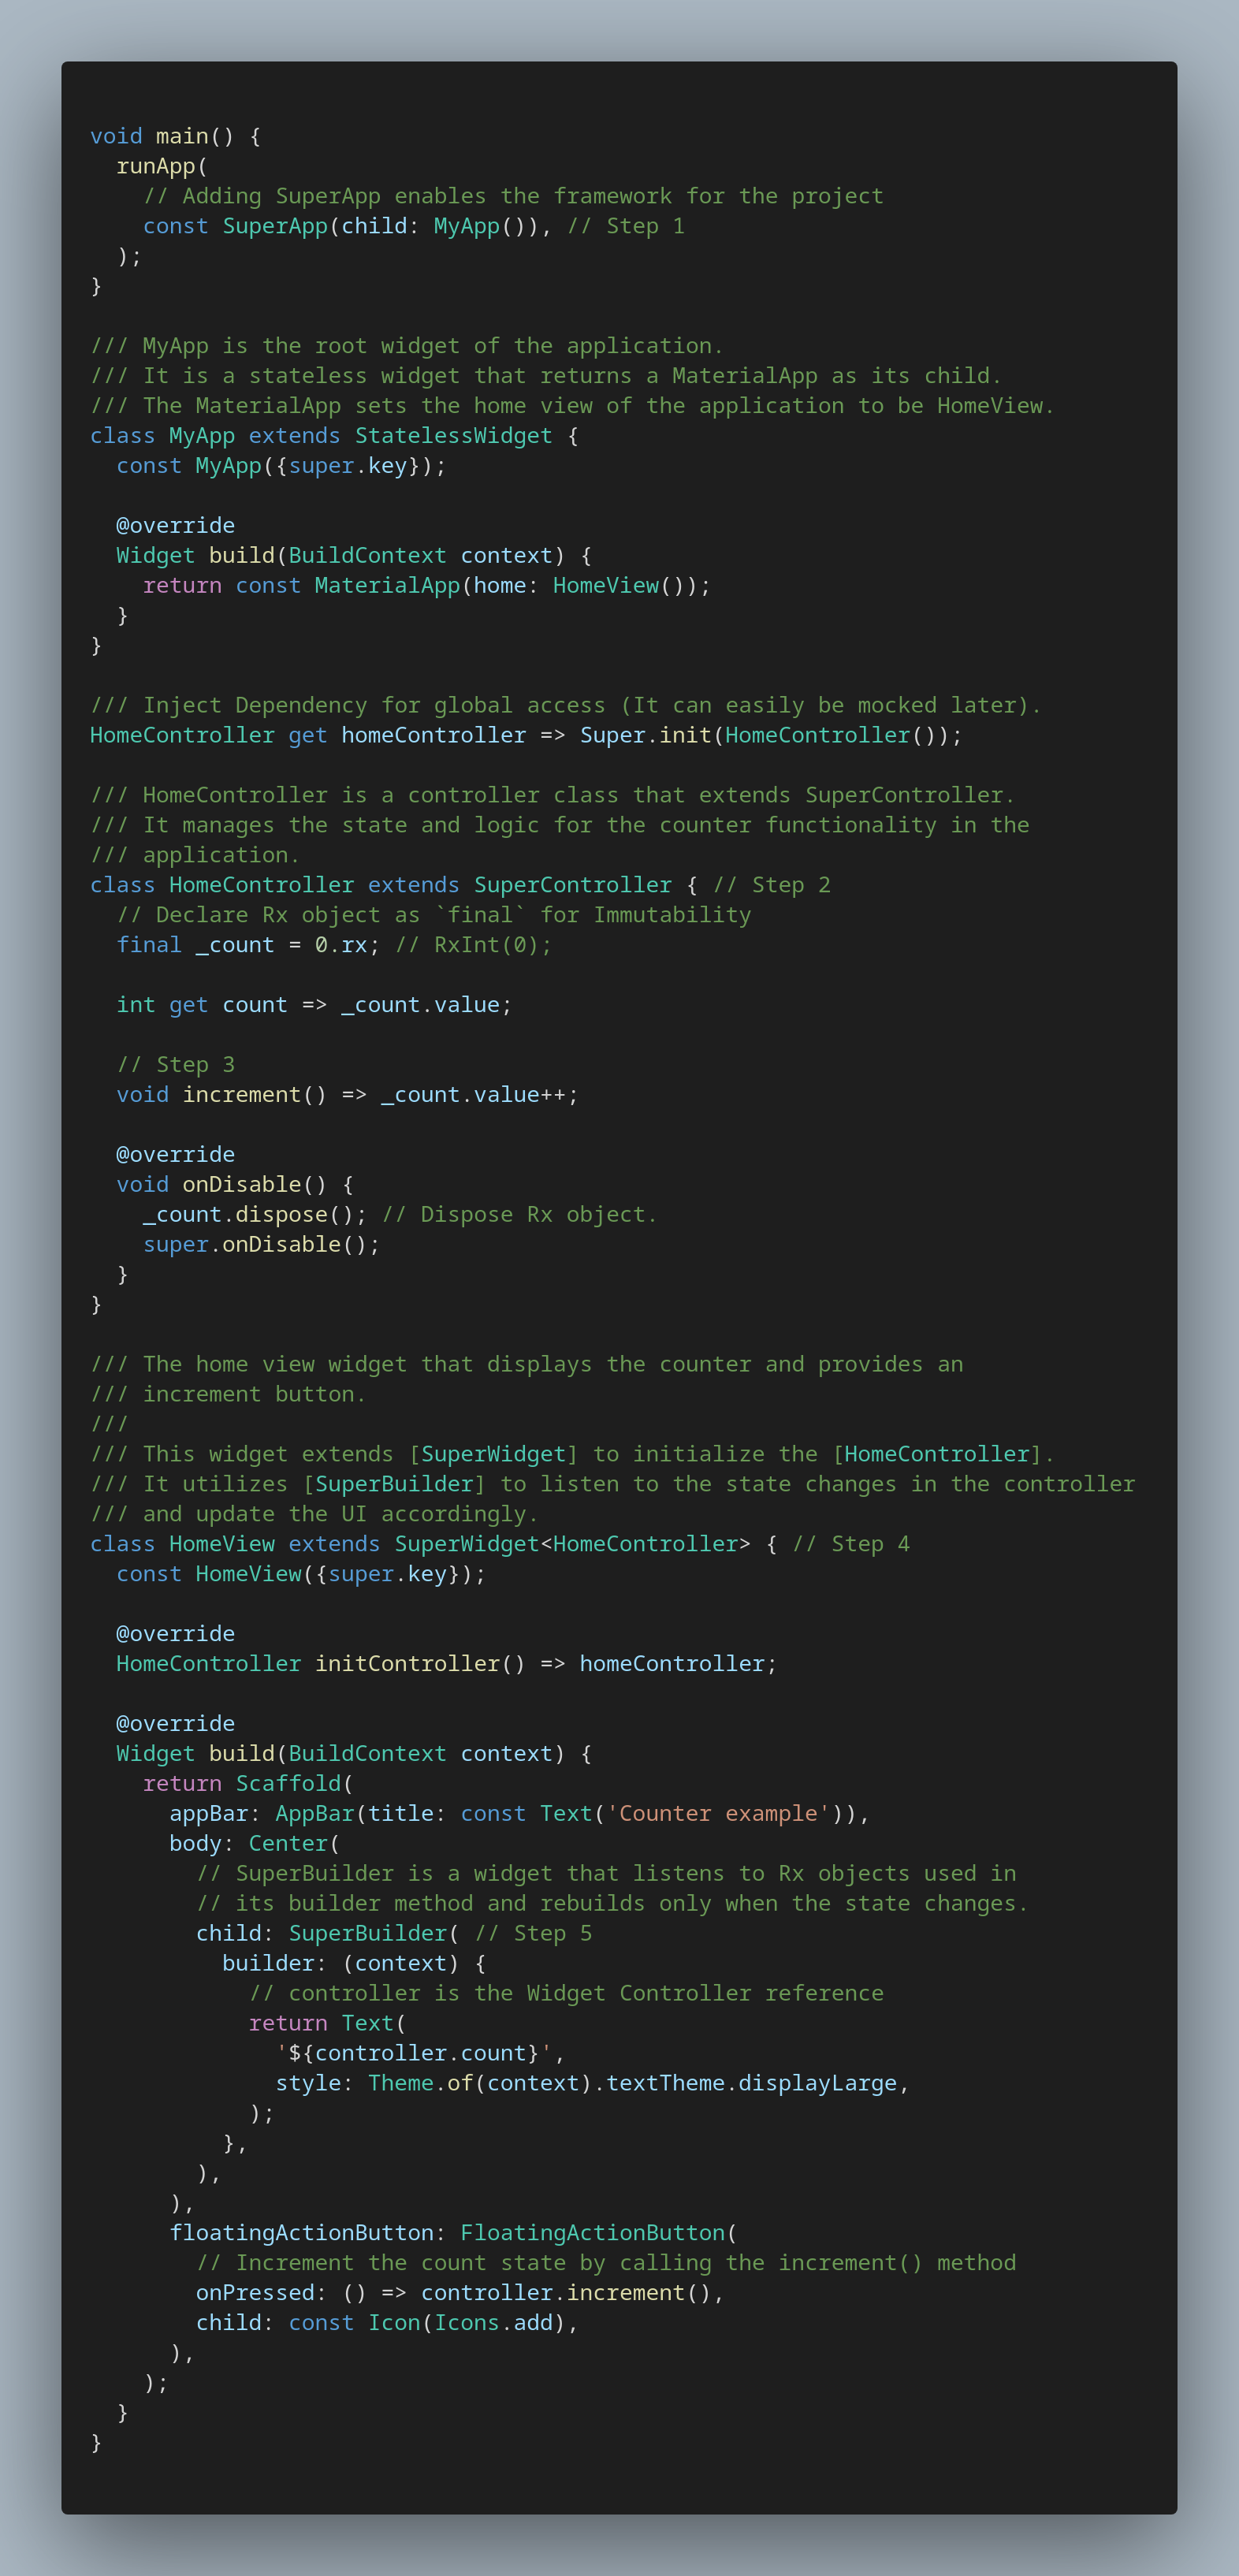 void main() {
  runApp(
    // Adding SuperApp enables the framework for the project
    const SuperApp(child: MyApp()), // Step 1
  );
}

/// MyApp is the root widget of the application.
/// It is a stateless widget that returns a MaterialApp as its child.
/// The MaterialApp sets the home view of the application to be HomeView.
class MyApp extends StatelessWidget {
  const MyApp({super.key});

  @override
  Widget build(BuildContext context) {
    return const MaterialApp(home: HomeView());
  }
}

/// Inject Dependency for global access (It can easily be mocked later).
HomeController get homeController => Super.init(HomeController());

/// HomeController is a controller class that extends SuperController.
/// It manages the state and logic for the counter functionality in the
/// application.
class HomeController extends SuperController { // Step 2
  // Declare Rx object as `final` for Immutability
  final _count = 0.rx; // RxInt(0);

  int get count => _count.value;

  // Step 3
  void increment() => _count.value++;

  @override
  void onDisable() {
    _count.dispose(); // Dispose Rx object.
    super.onDisable();
  }
}

/// The home view widget that displays the counter and provides an
/// increment button.
///
/// This widget extends [SuperWidget] to initialize the [HomeController].
/// It utilizes [SuperBuilder] to listen to the state changes in the controller
/// and update the UI accordingly.
class HomeView extends SuperWidget<HomeController> { // Step 4
  const HomeView({super.key});

  @override
  HomeController initController() => homeController;

  @override
  Widget build(BuildContext context) {
    return Scaffold(
      appBar: AppBar(title: const Text('Counter example')),
      body: Center(
        // SuperBuilder is a widget that listens to Rx objects used in
        // its builder method and rebuilds only when the state changes.
        child: SuperBuilder( // Step 5
          builder: (context) {
            // controller is the Widget Controller reference
            return Text(
              '${controller.count}',
              style: Theme.of(context).textTheme.displayLarge,
            );
          },
        ),
      ),
      floatingActionButton: FloatingActionButton(
        // Increment the count state by calling the increment() method
        onPressed: () => controller.increment(),
        child: const Icon(Icons.add),
      ),
    );
  }
}